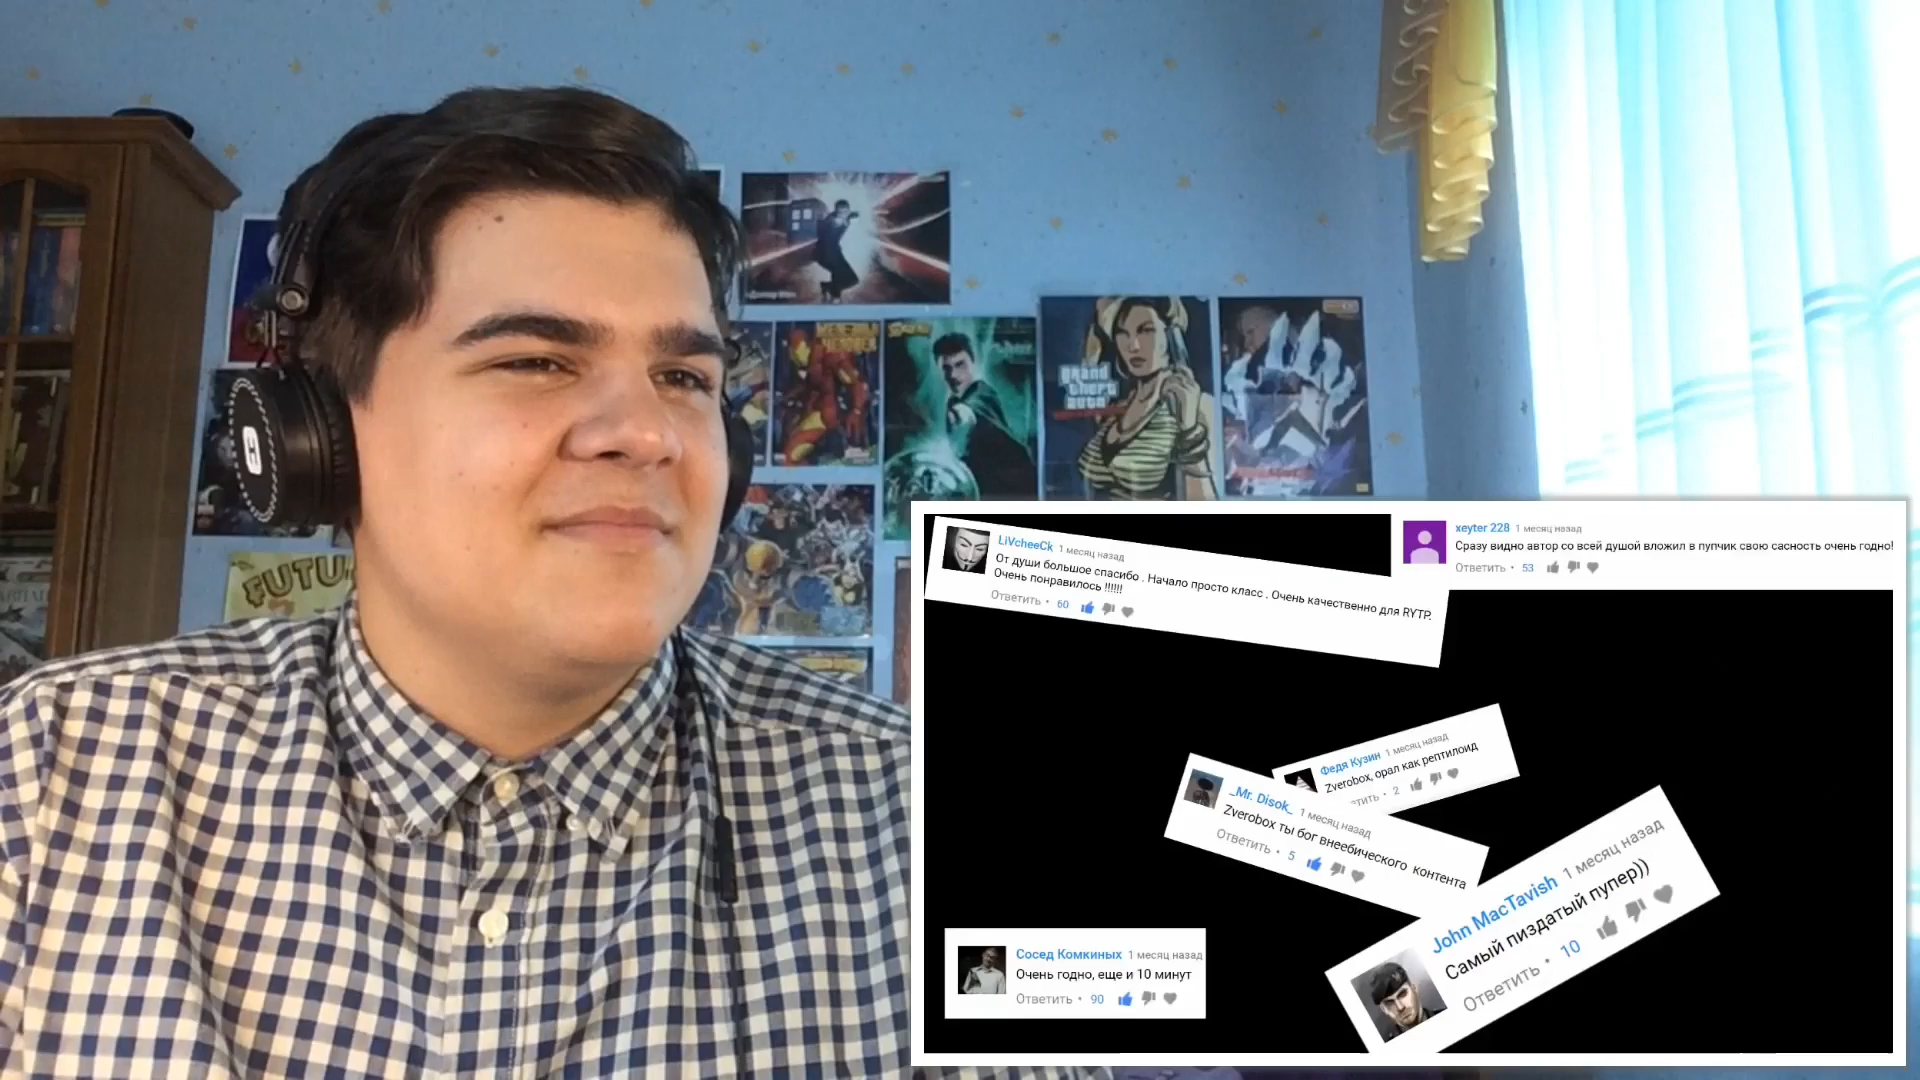 FUTU
grand
theft
auto
LiVcheeCk 1 месяц назад
От души большое спасибо . Начало просто класс . Очень качественно для RYTP.
Очень понравилось !!!!!!
Ответить • 60
xeyter 228 1 месяц назад
Сразу видно автор со всей душой вложил в пупчик свою сасность очень годно!
Ответить • 53
Федя Кузин 1 месяц назад
Zverobox, орал как рептилоид
тить • 2
_Mr. Disok_ 1 месяц назад
Zverobox ты бог внеебического контента
Ответить • 5
John MacTavish 1 месяц назад
Самый пиздатый пупер))
Ответить • 10
Сосед Комкиных 1 месяц назад
Очень годно, еще и 10 минут
Ответить • 90